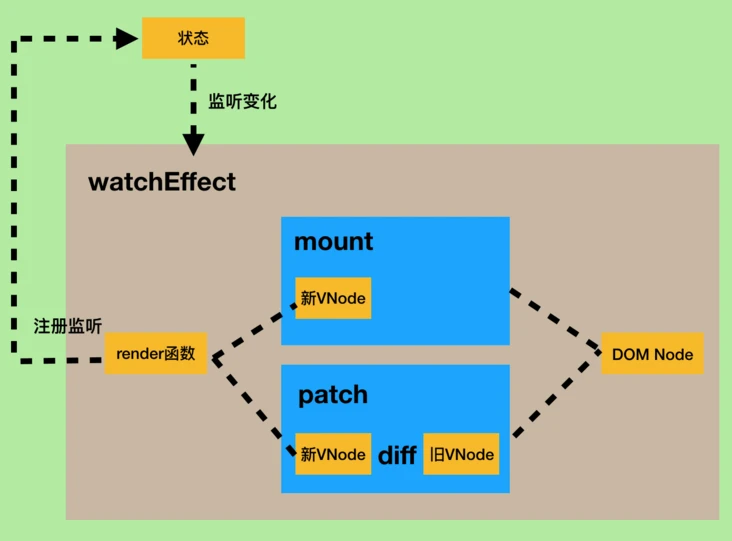 状态
监听变化
watchEffect
mount
新VNode
注册监听
render函数
DOM Node
patch
新VNode diff 旧VNode